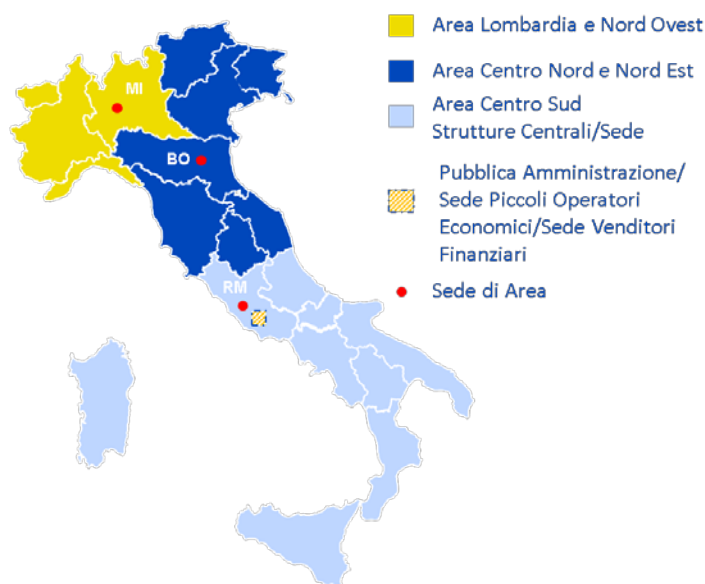 MI
BO
RM
Area Lombardia e Nord Ovest
Area Centro Nord e Nord Est
Area Centro Sud
Strutture Centrali/Sede
Pubblica Amministrazione/
Sede Piccoli Operatori
Economici/Sede Venditori
Finanziari
Sede di Area